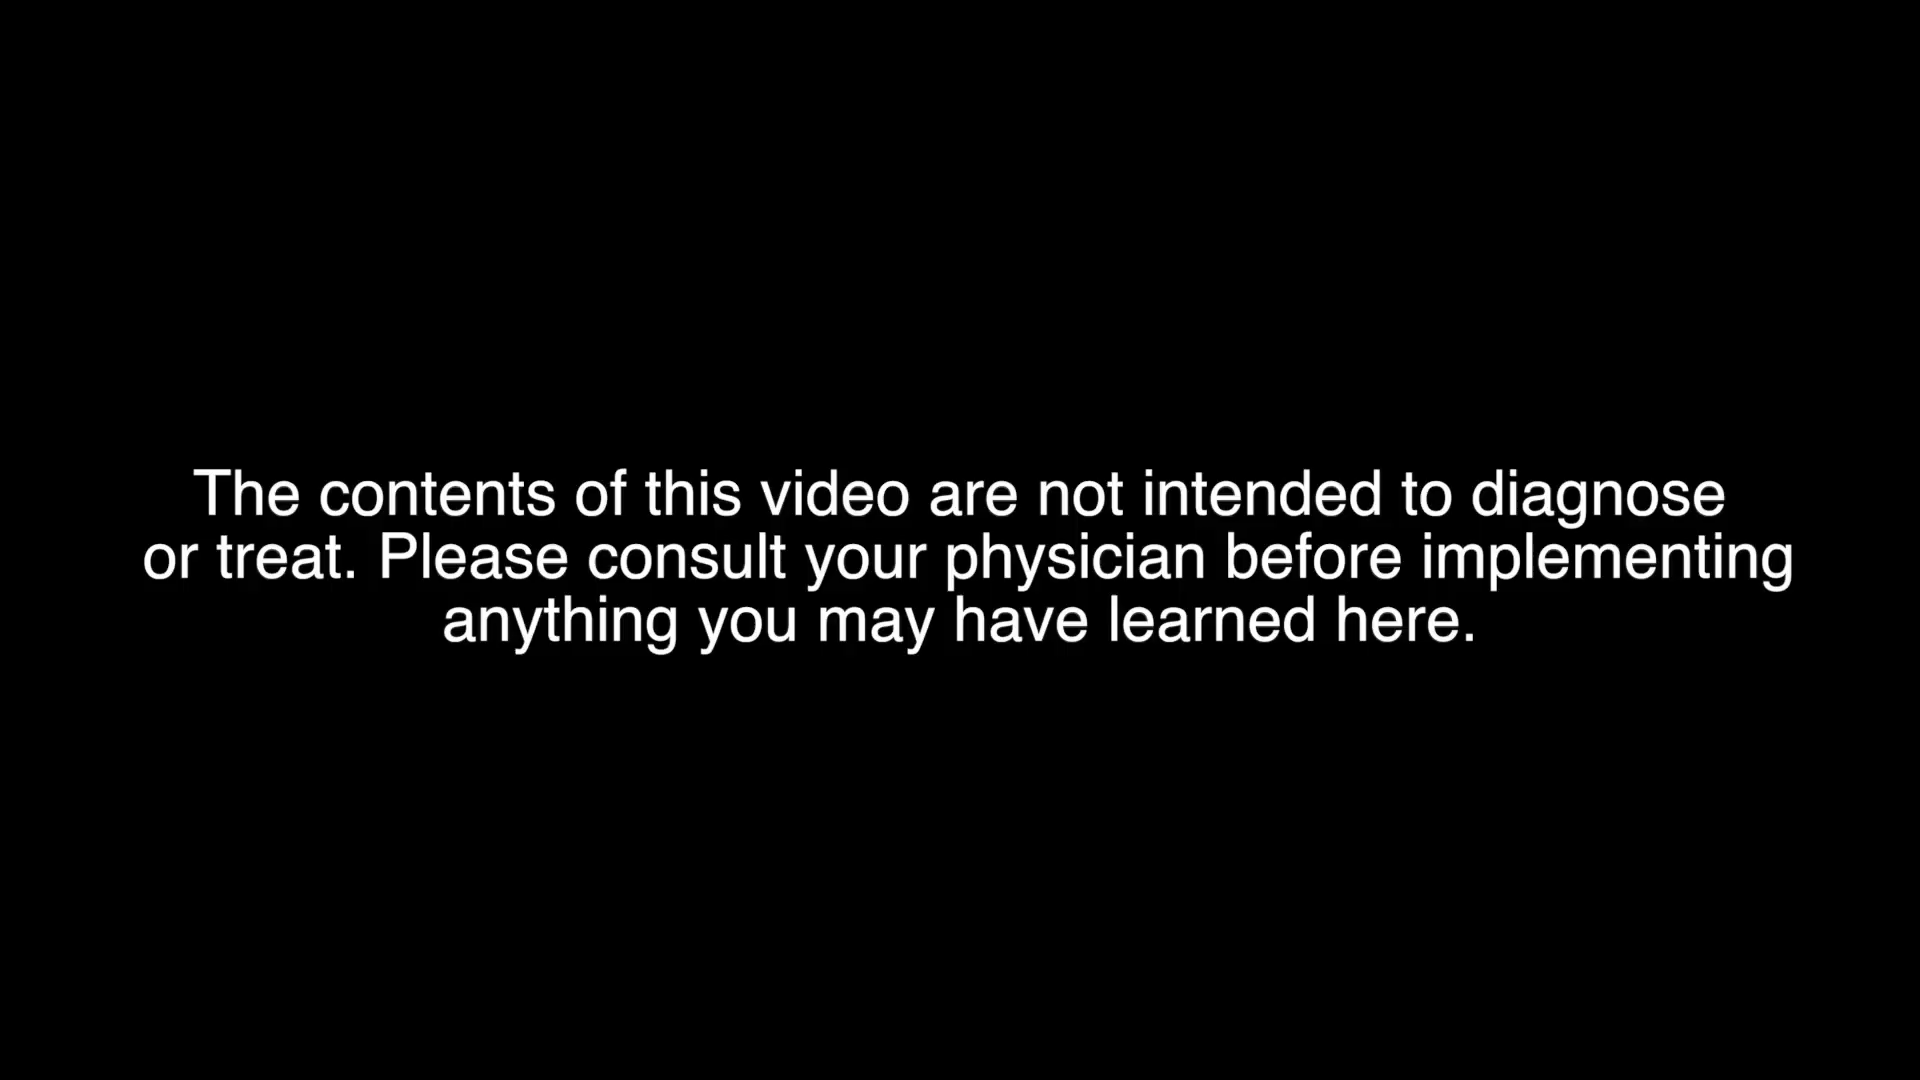 The contents of this video are not intended to diagnose
or treat. Please consult your physician before implementing
anything you may have learned here.